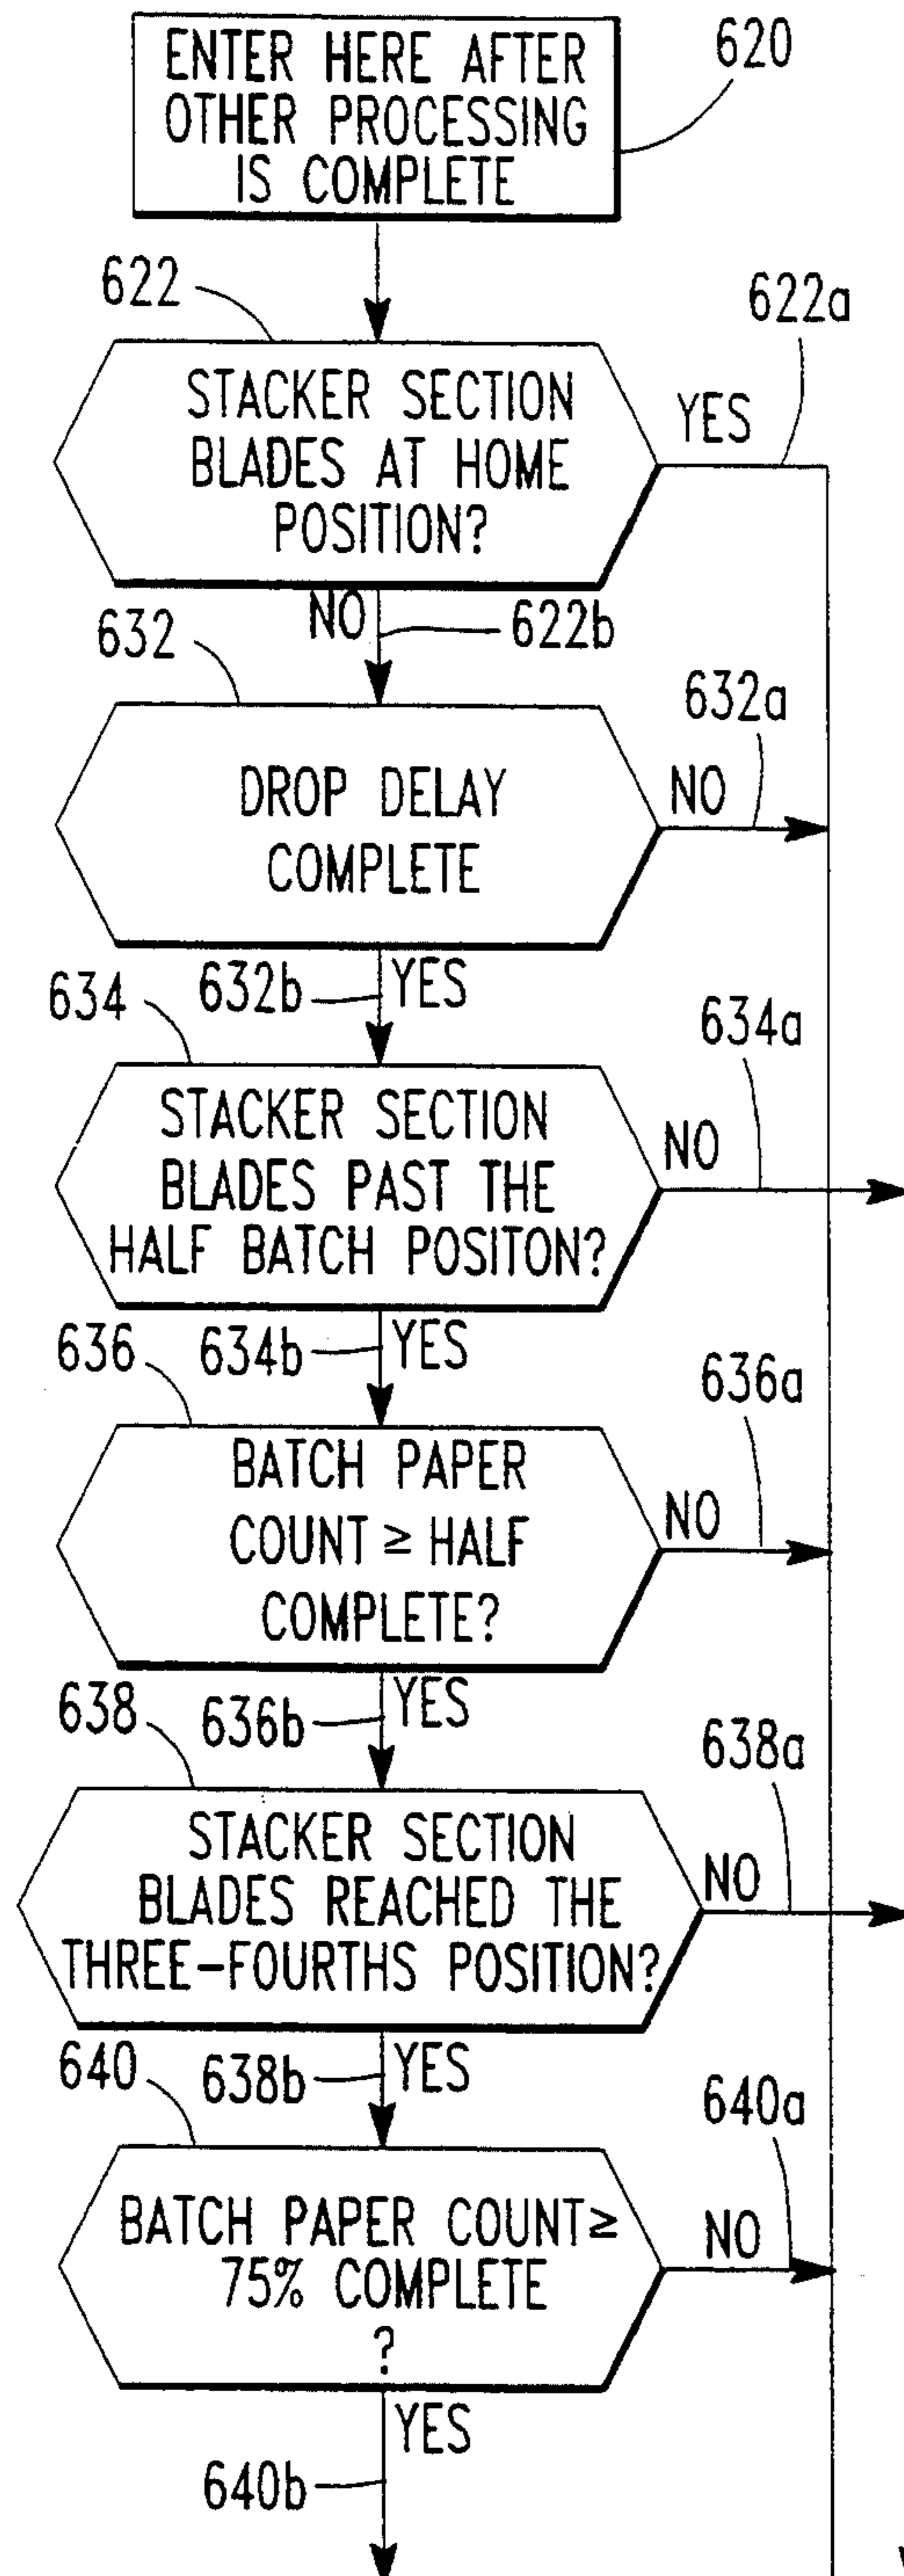 ENTER HERE AFTER
OTHER PROCESSING
IS COMPLETE
620
622
622a
STACKER SECTION
BLADES AT HOME
POSITION?
YES
NO
622b
632
632a
DROP DELAY
COMPLETE
NO
632b
YES
634
634a
STACKER SECTION
BLADES PAST THE
HALF BATCH POSITON?
NO
634b
YES
636
636a
BATCH PAPER
COUNT ≥ HALF
COMPLETE?
NO
636b
YES
638
638a
STACKER SECTION
BLADES REACHED THE
THREE-FOURTHS POSITION?
NO
638b
YES
640
640a
BATCH PAPER COUNT≥
75% COMPLETE
?
NO
YES
640b